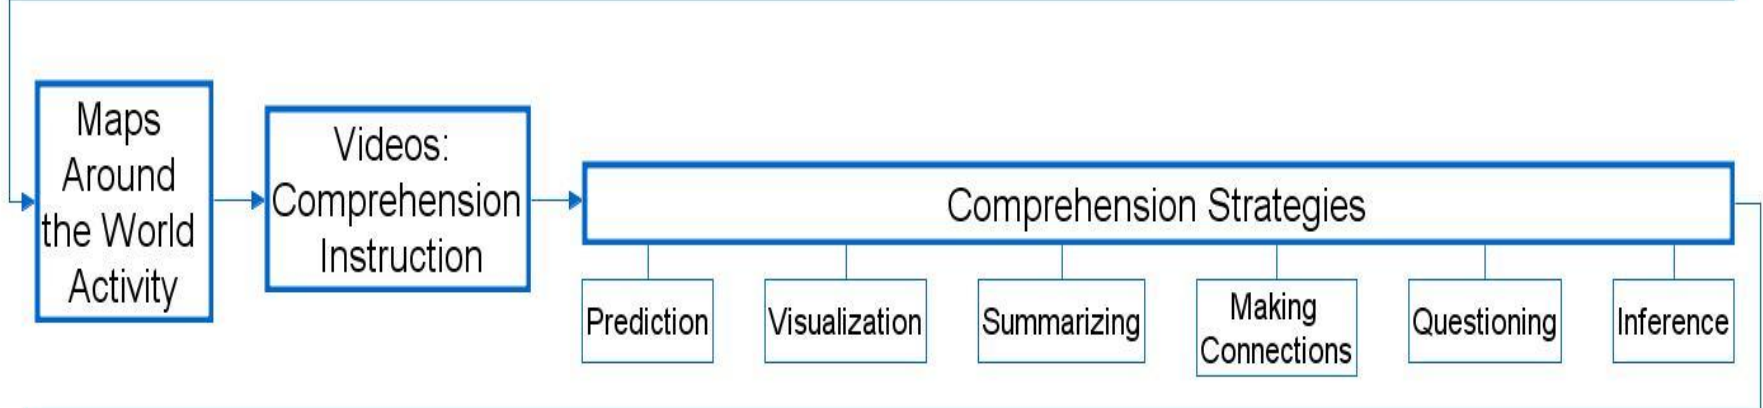 Maps
Around
the World
Activity
Videos:
Comprehension
Instruction
Comprehension Strategies
Prediction
Visualization
Summarizing
Making
Connections
Questioning
Inference